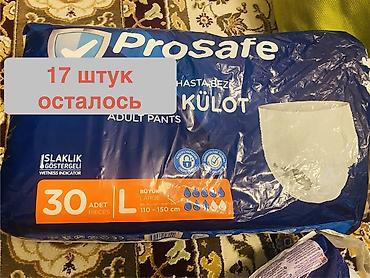 ProSafe
17 штук
осталось
HASTA BEZİ
KÜLOT
ADULT PANTS
ISLAKLIK
GÖSTERGELİ
WETNESS INDICATOR
30 ADET
PIECES
L
BÜYÜK
LARGE
110 - 150 cm